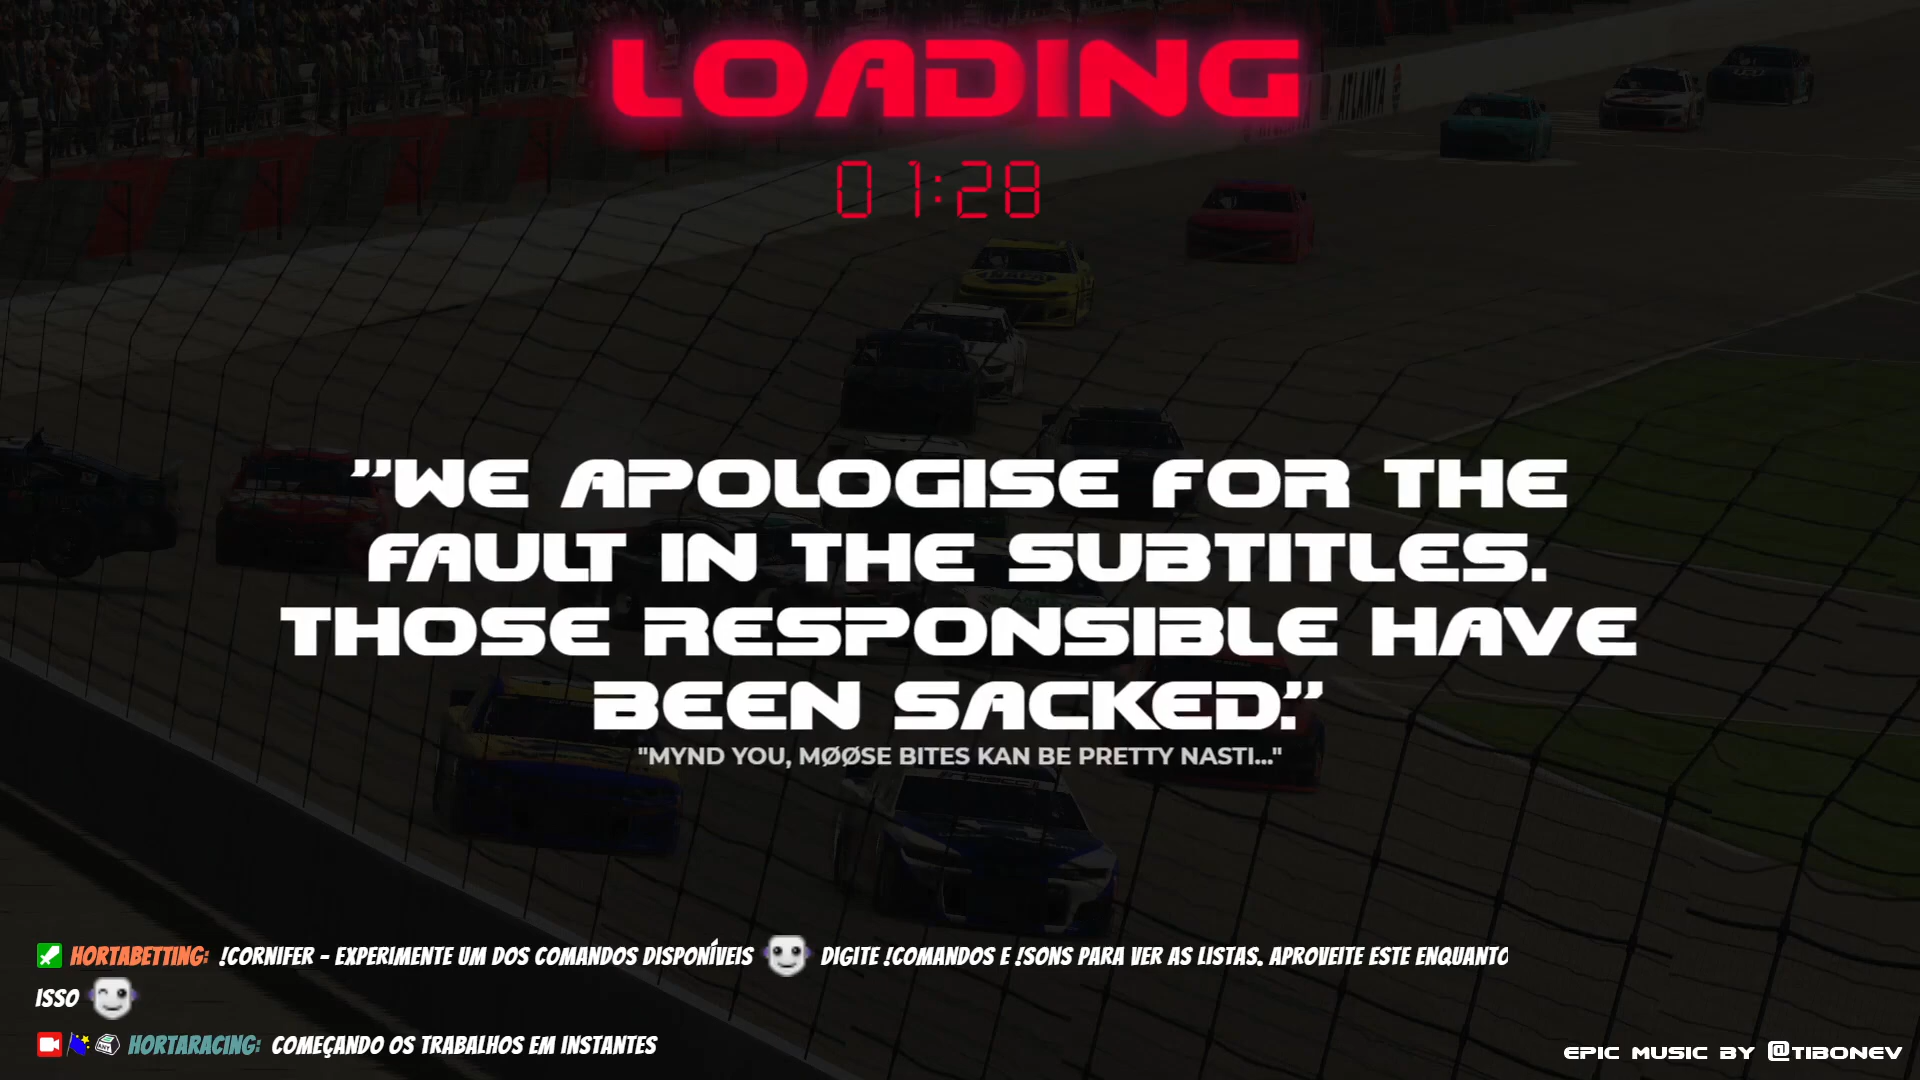 LOADING
ATLANTA
01:28
"WE APOLOGISE FOR THE
FAULT IN THE SUBTITLES.
THOSE RESPONSIBLE HAVE
BEEN SACKED."
"MYND YOU, MØØSE BITES KAN BE PRETTY NASTI..."
HORTABETTING: !CORNIFER - EXPERIMENTE UM DOS COMANDOS DISPONÍVEIS DIGITE !COMANDOS E !SONS PARA VER AS LISTAS. APROVEITE ESTE ENQUANTO
ISSO
HORTARACING: COMEÇANDO OS TRABALHOS EM INSTANTES
EPIC MUSIC BY @TIBONEV